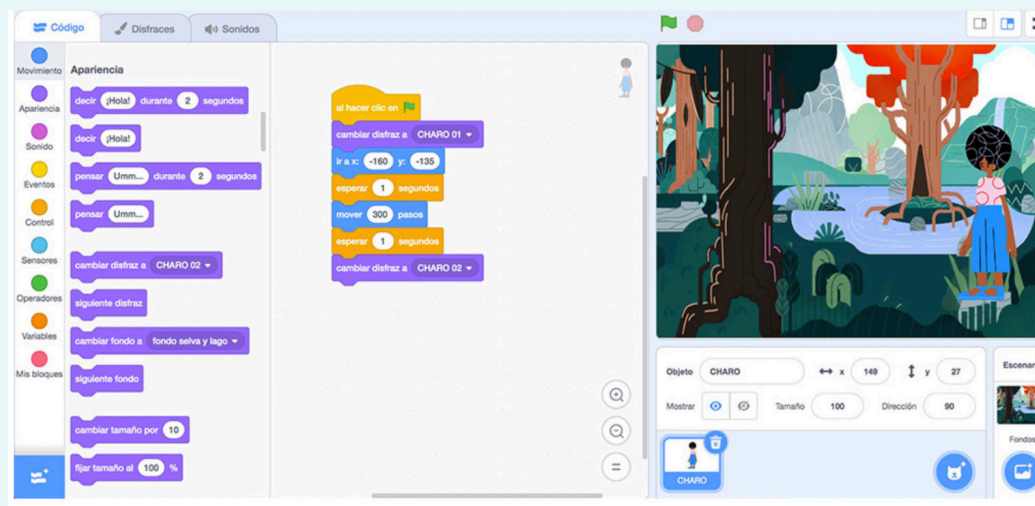 Código
Disfraces
Sonidos
Movimiento
Apariencia
Sonido
Eventos
Control
Sensores
Operadores
Variables
Mis bloques
Apariencia
decir ¡Hola! durante 2 segundos
decir ¡Hola!
pensar Umm... durante 2 segundos
pensar Umm...
cambiar disfraz a CHARO 02
siguiente disfraz
cambiar fondo a fondo selva y lago
siguiente fondo
cambiar tamaño por 10
fijar tamaño al 100 %
al hacer clic en
cambiar disfraz a CHARO 01
ir a x: -160 y: -135
esperar 1 segundos
mover 300 pasos
esperar 1 segundos
cambiar disfraz a CHARO 02
Objeto CHARO x 149 y 27
Mostrar Tamaño 100 Dirección 90
CHARO
Escenar
Fondos